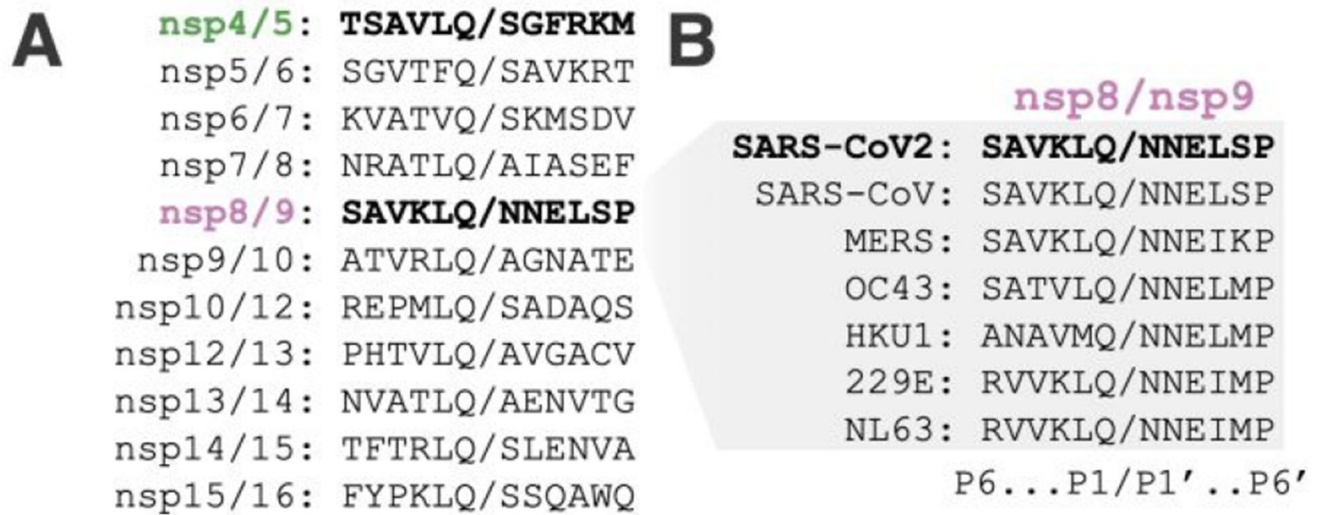 A
nsp4/5: TSAVLQ/SGFRKM
nsp5/6: SGVTFQ/SAVKRT
nsp6/7: KVATVQ/SKMSDV
nsp7/8: NRATLQ/AIASEF
nsp8/9: SAVKLQ/NNELSP
nsp9/10: ATVRLQ/AGNATE
nsp10/12: REPMLQ/SADAQS
nsp12/13: PHTVLQ/AVGACV
nsp13/14: NVATLQ/AENVTG
nsp14/15: TFTRLQ/SLENVA
nsp15/16: FYPKLQ/SSQAWQ
B
nsp8/nsp9
SARS-CoV2: SAVKLQ/NNELSP
SARS-CoV: SAVKLQ/NNELSP
MERS: SAVKLQ/NNEIKP
OC43: SATVLQ/NNELMP
HKU1: ANAVMQ/NNELMP
229E: RVVKLQ/NNEIMP
NL63: RVVKLQ/NNEIMP
P6...P1/P1’..P6’